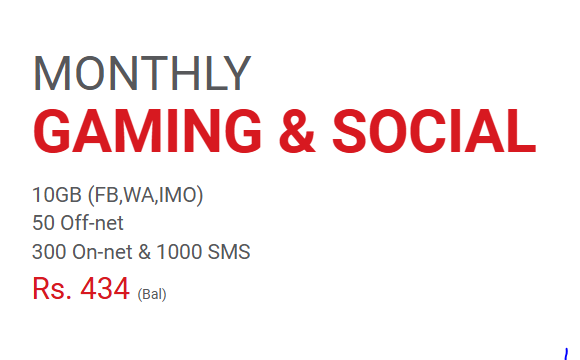 MONTHLY
GAMING & SOCIAL
10GB (FB,WA,IMO)
50 Off-net
300 On-net & 1000 SMS
Rs. 434 (Bal)